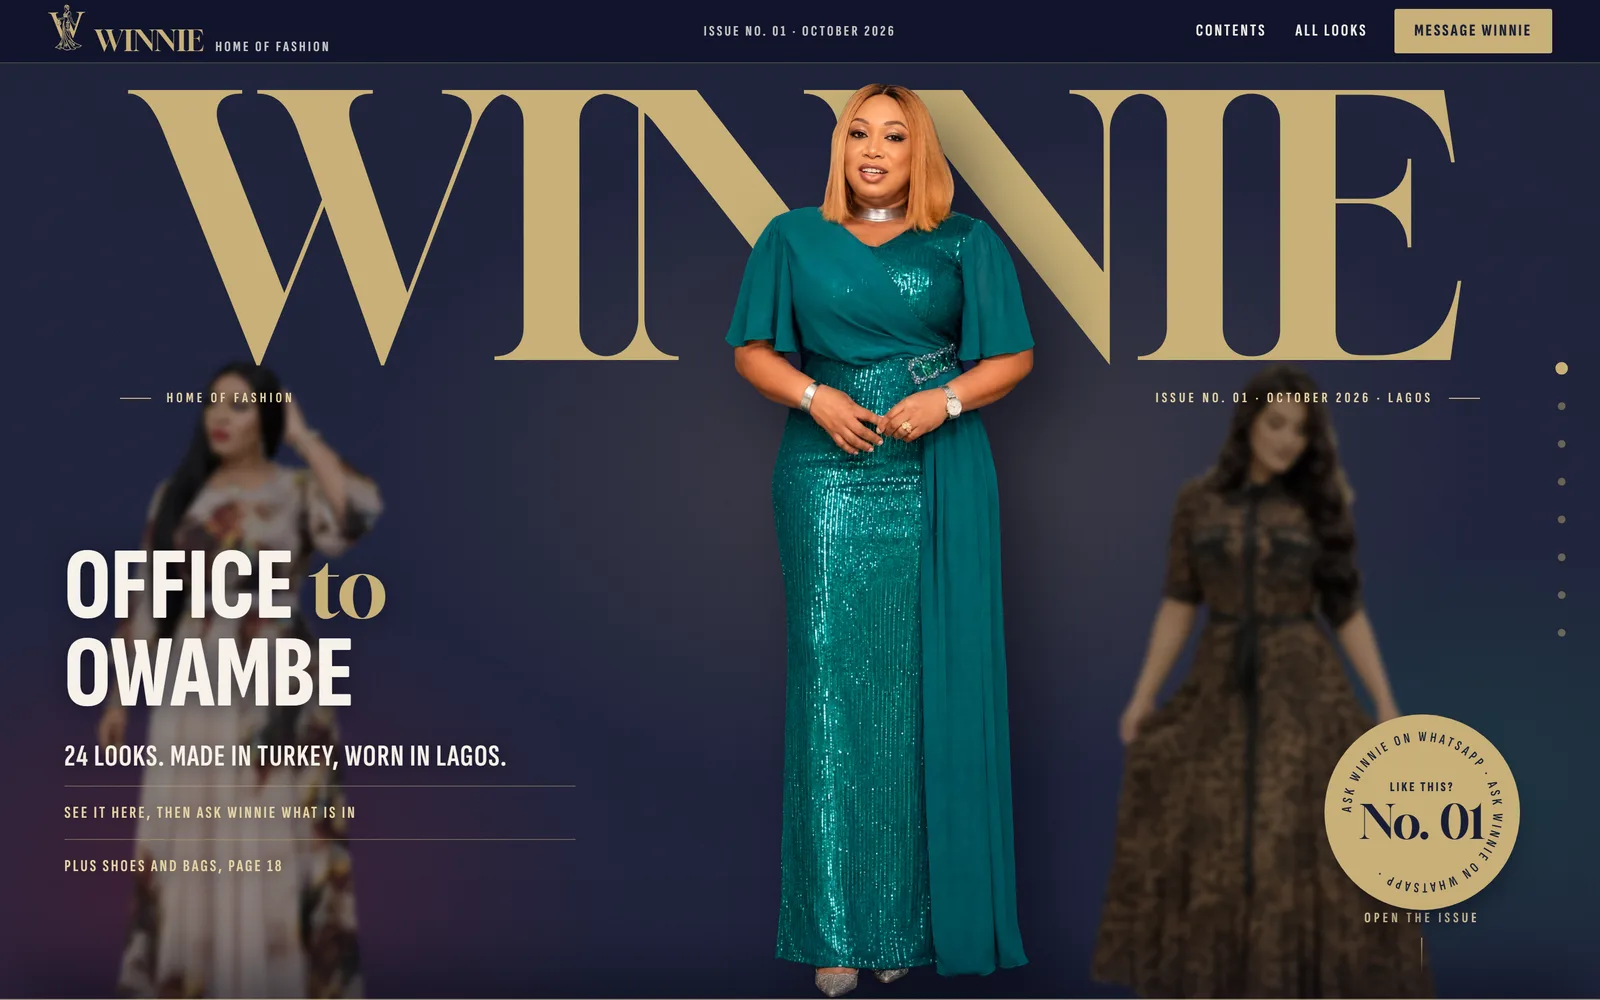 WINNIE HOME OF FASHION
ISSUE NO. 01 · OCTOBER 2026
CONTENTS
ALL LOOKS
MESSAGE WINNIE
WINNIE
HOME OF FASHION
ISSUE NO. 01 · OCTOBER 2026 · LAGOS
OFFICE to
OWAMBE
24 LOOKS. MADE IN TURKEY, WORN IN LAGOS.
SEE IT HERE, THEN ASK WINNIE WHAT IS IN
PLUS SHOES AND BAGS, PAGE 18
ASK WINNIE ON WHATSAPP · ASK WINNIE ON WHATSAPP ·
LIKE THIS?
No. 01
OPEN THE ISSUE